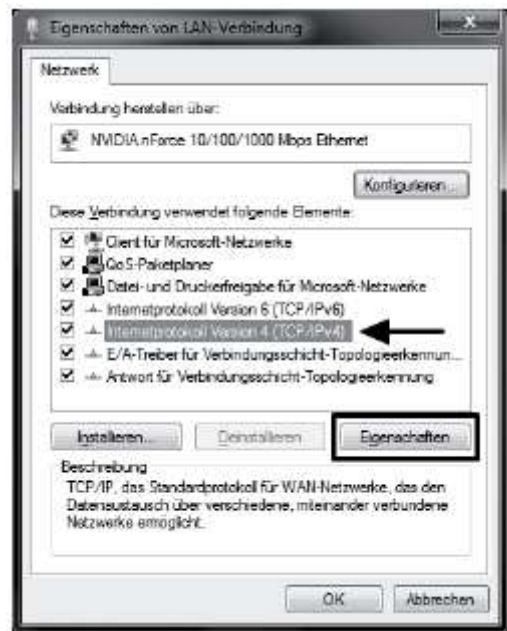 Eigenschaften von LAN-Verbindung
Netzwerk
Verbindung herstellen über:
NVIDIA nForce 10/100/1000 Mbps Ethernet
Konfigurieren...
Diese Verbindung verwendet folgende Elemente:
Client für Microsoft-Netzwerke
QoS-Paketplaner
Datei- und Druckerfreigabe für Microsoft-Netzwerke
Internetprotokoll Version 6 (TCP/IPv6)
Internetprotokoll Version 4 (TCP/IPv4)
E/A-Treiber für Verbindungsschicht-Topologieerkennun...
Antwort für Verbindungsschicht-Topologieerkennung
Installieren... Deinstallieren Eigenschaften
Beschreibung
TCP/IP, das Standardprotokoll für WAN-Netzwerke, das den
Datenaustausch über verschiedene, miteinander verbundene
Netzwerke ermöglicht.
OK Abbrechen